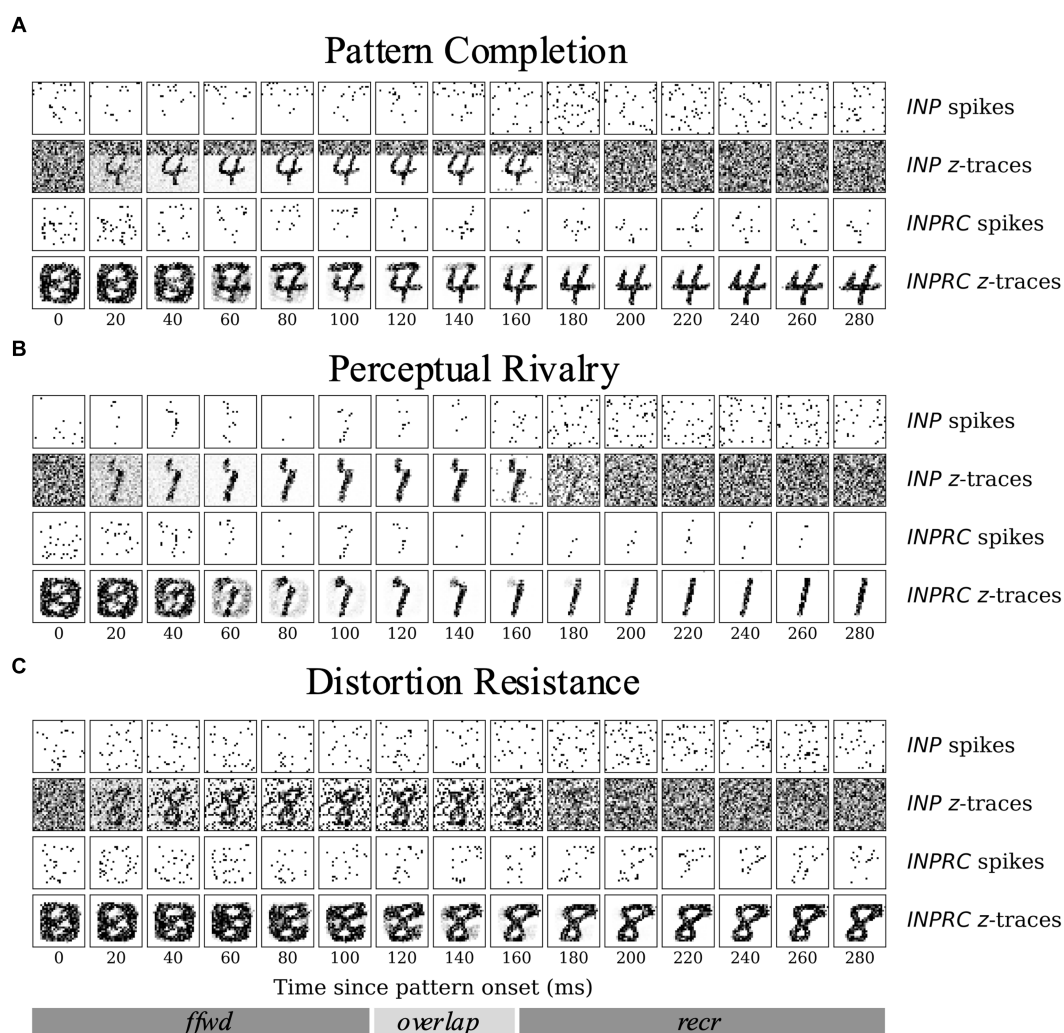 A
Pattern Completion
INP spikes
INP z-traces
INPRC spikes
INPRC z-traces
0 20 40 60 80 100 120 140 160 180 200 220 240 260 280
B
Perceptual Rivalry
INP spikes
INP z-traces
INPRC spikes
INPRC z-traces
0 20 40 60 80 100 120 140 160 180 200 220 240 260 280
C
Distortion Resistance
INP spikes
INP z-traces
INPRC spikes
INPRC z-traces
0 20 40 60 80 100 120 140 160 180 200 220 240 260 280
Time since pattern onset (ms)
ffwd overlap recr